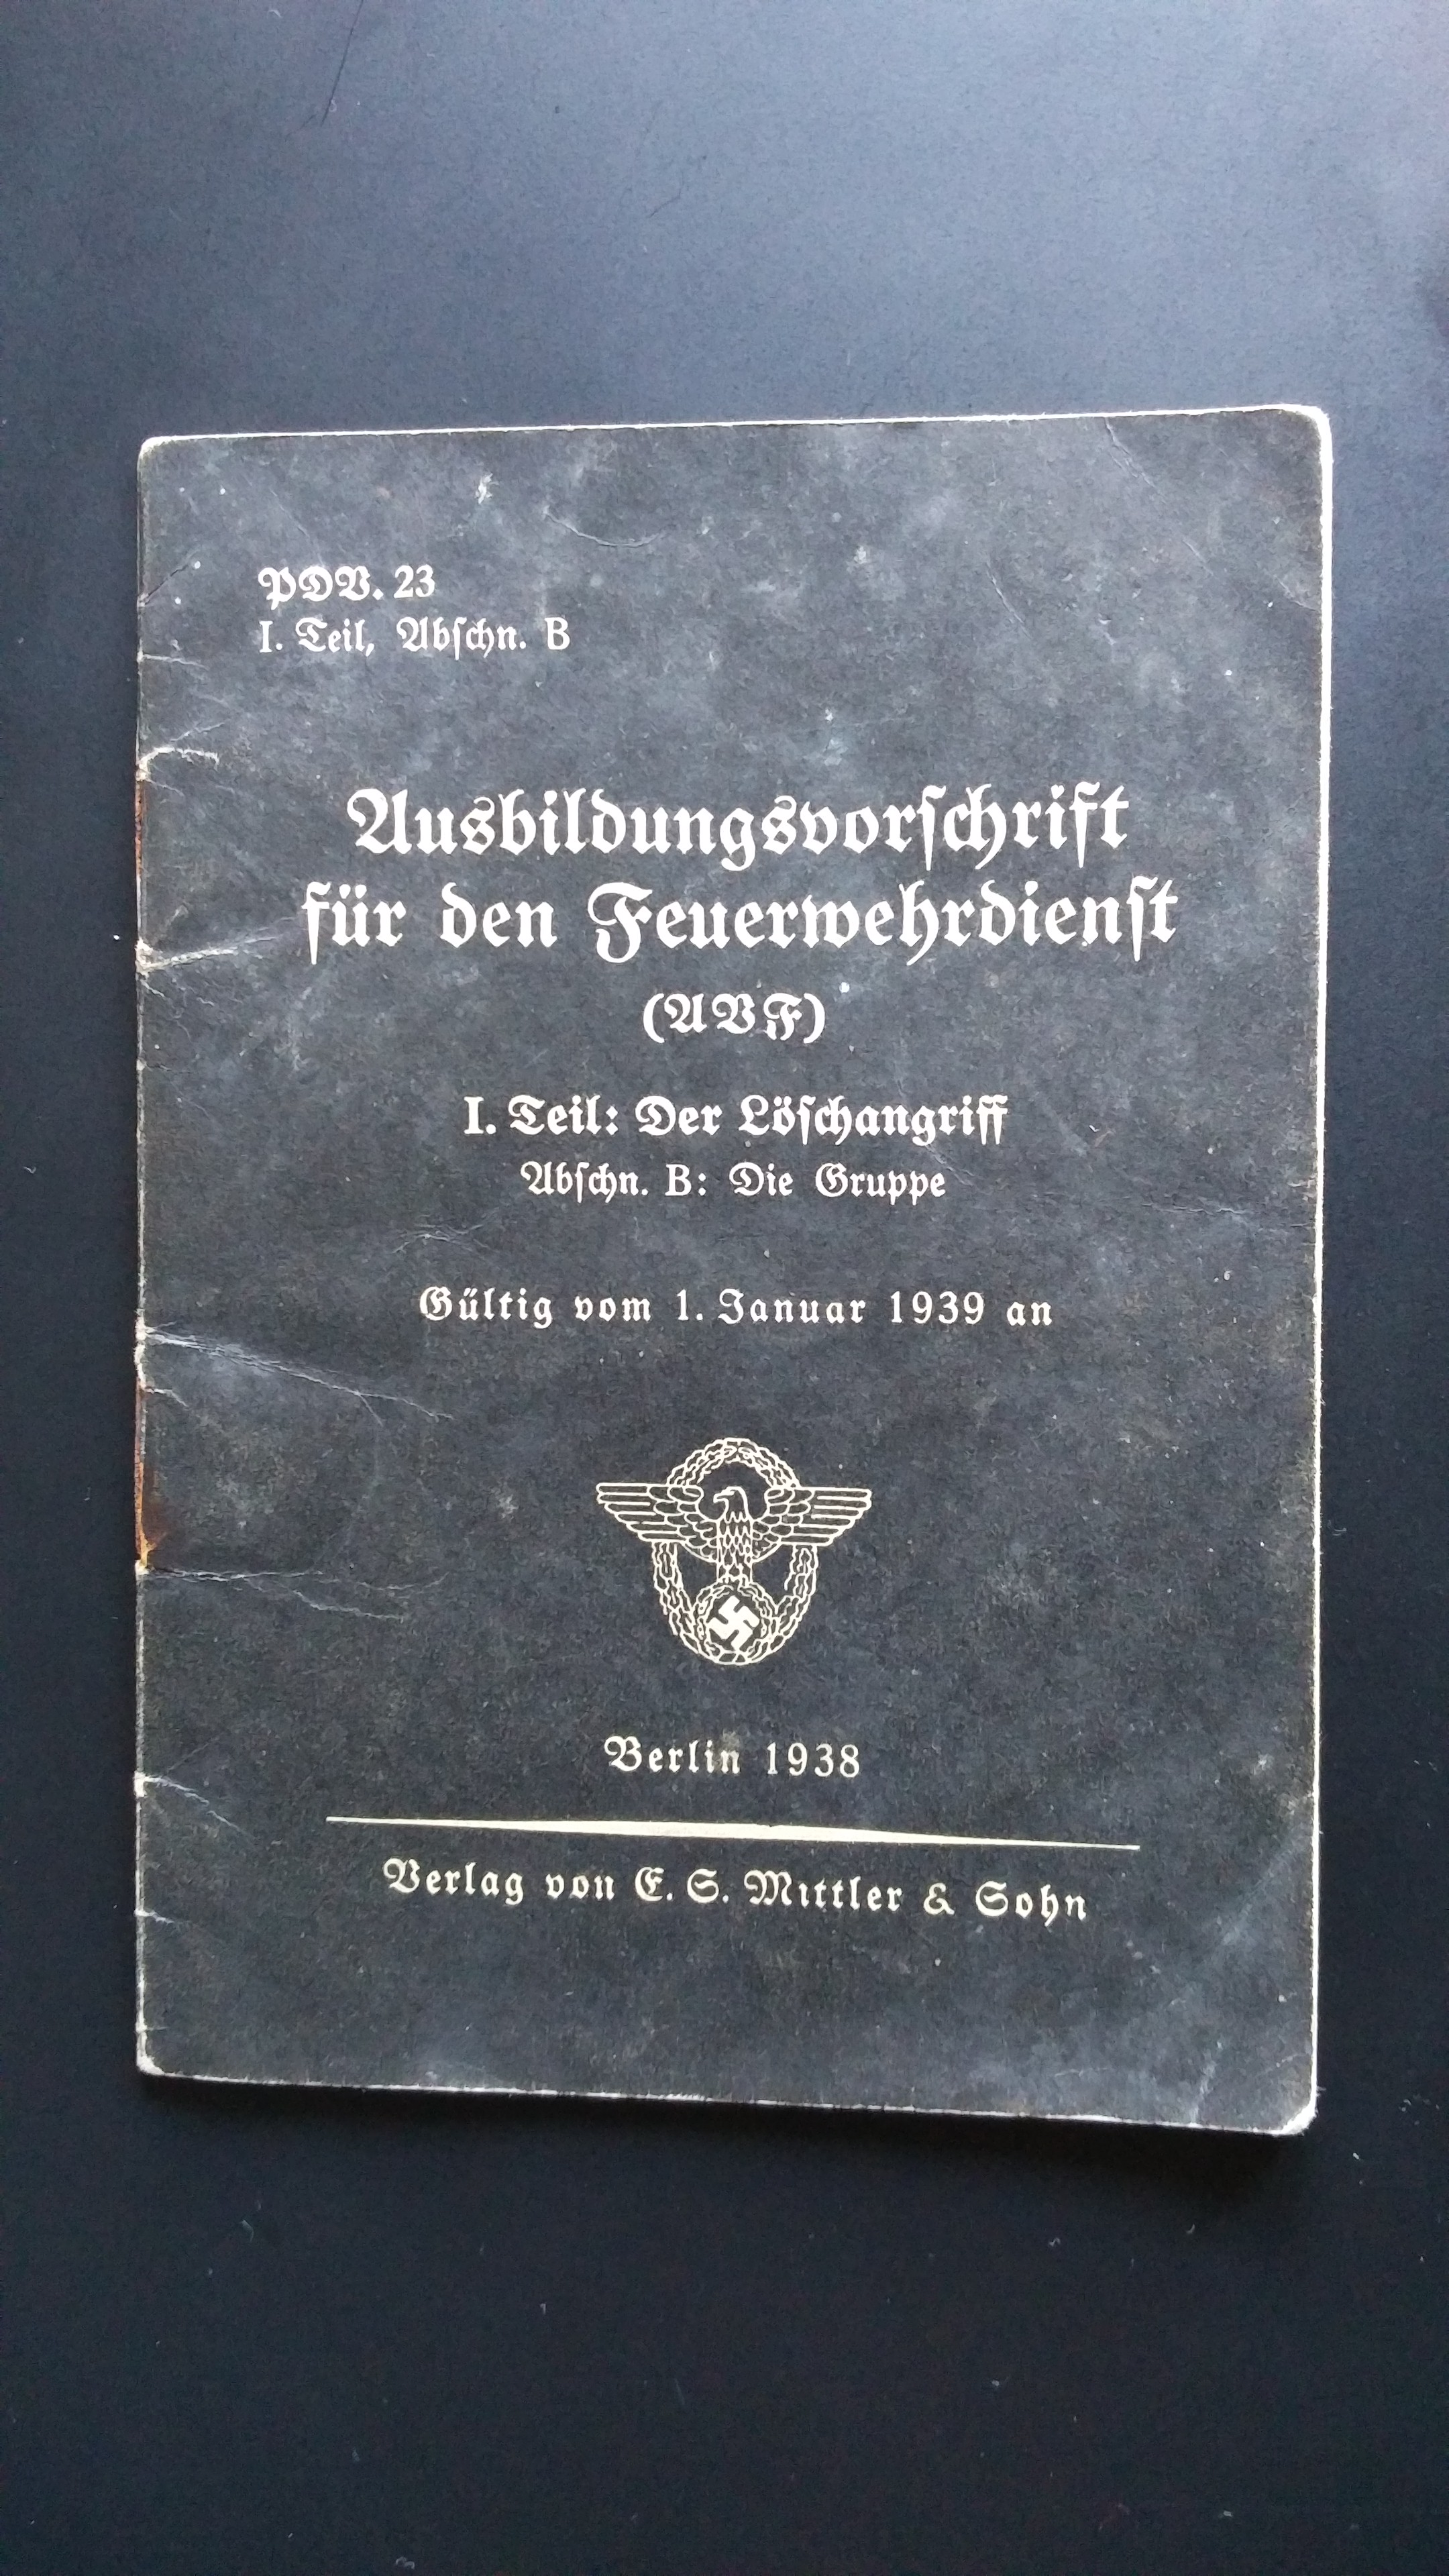 PDV. 23
I. Teil, Abschn. B
Ausbildungsvorschrift
für den Feuerwehrdienst
(AVF)
I. Teil: Der Löschangriff
Abschn. B: Die Gruppe
Gültig vom 1. Januar 1939 an
Berlin 1938
Verlag von E. S. Mittler & Sohn